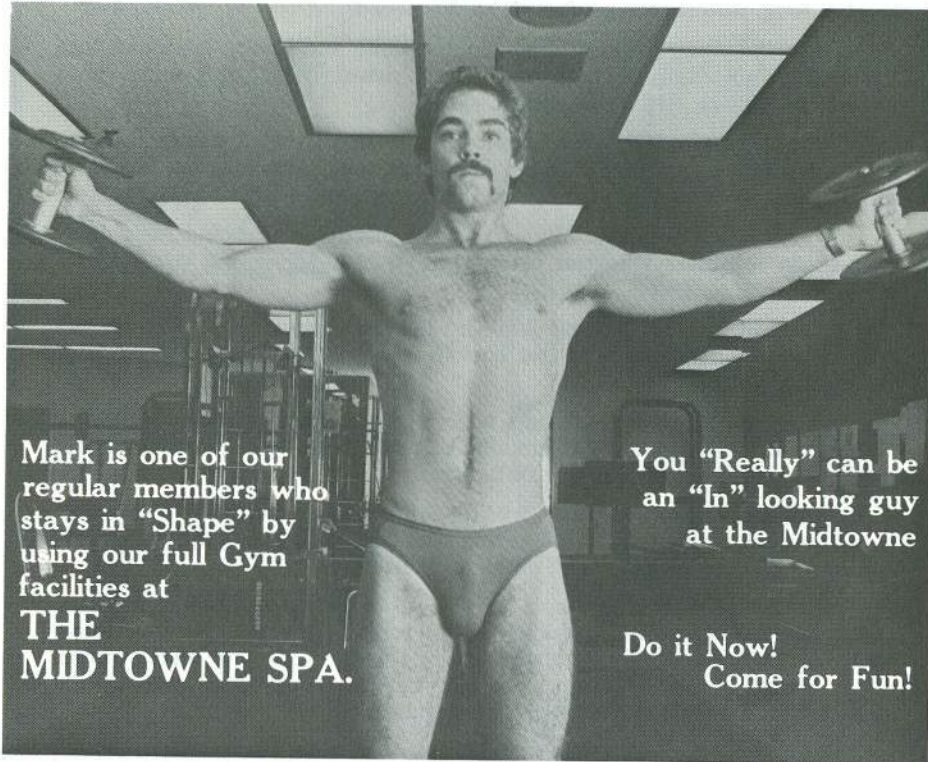 Mark is one of our
regular members who
stays in “Shape” by
using our full Gym
facilities at
THE
MIDTOWNE SPA.
You “Really” can be
an “In” looking guy
at the Midtowne
Do it Now!
Come for Fun!